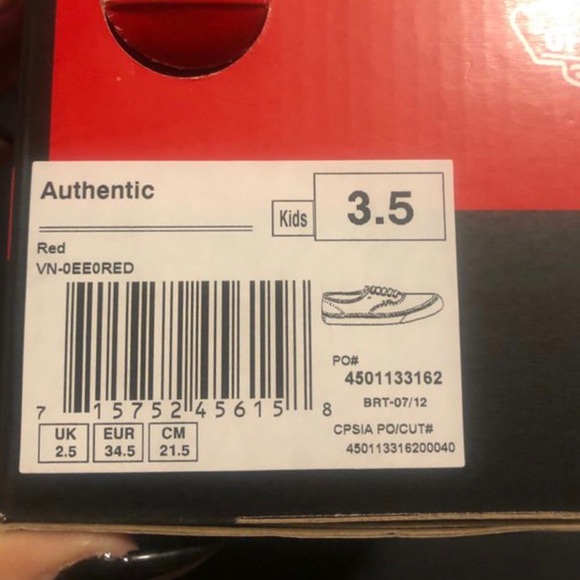 Authentic
Kids
3.5
Red
VN-0EE0RED
7 15752 45615 8
PO#
4501133162
BRT-07/12
CPSIA PO/CUT#
450113316200040
UK
2.5
EUR
34.5
CM
21.5